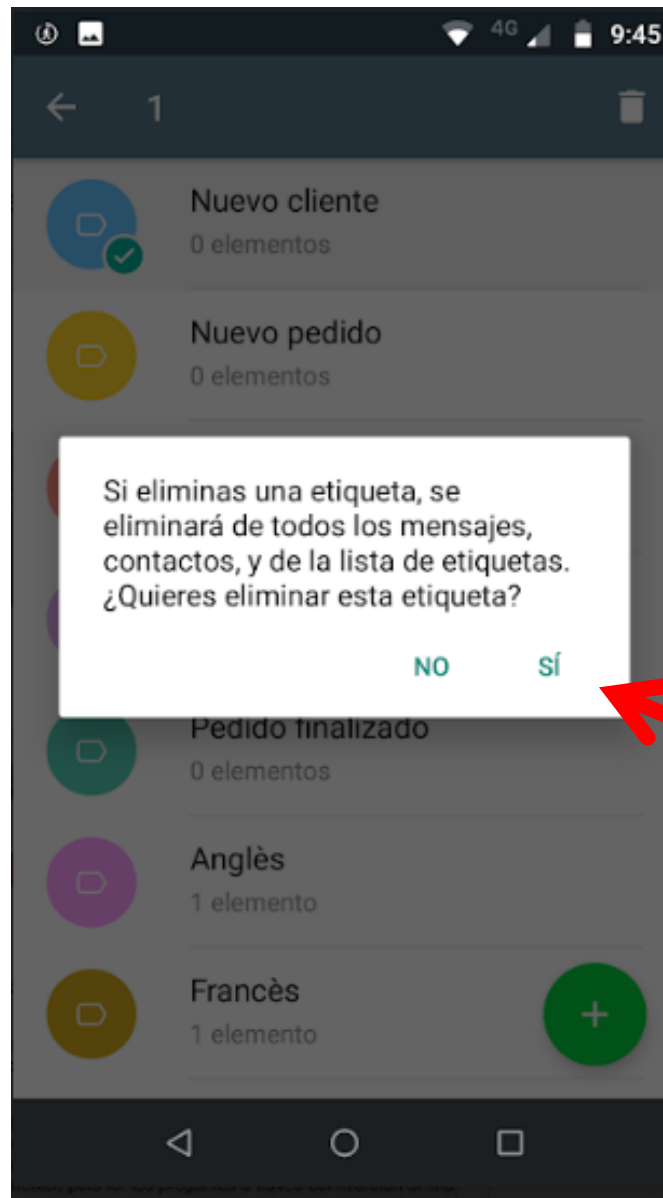 4G 9:45
1
Nuevo cliente
0 elementos
Nuevo pedido
0 elementos
Si eliminas una etiqueta, se
eliminará de todos los mensajes,
contactos, y de la lista de etiquetas.
¿Quieres eliminar esta etiqueta?
NO SÍ
Pedido finalizado
0 elementos
Anglès
1 elemento
Francès
1 elemento